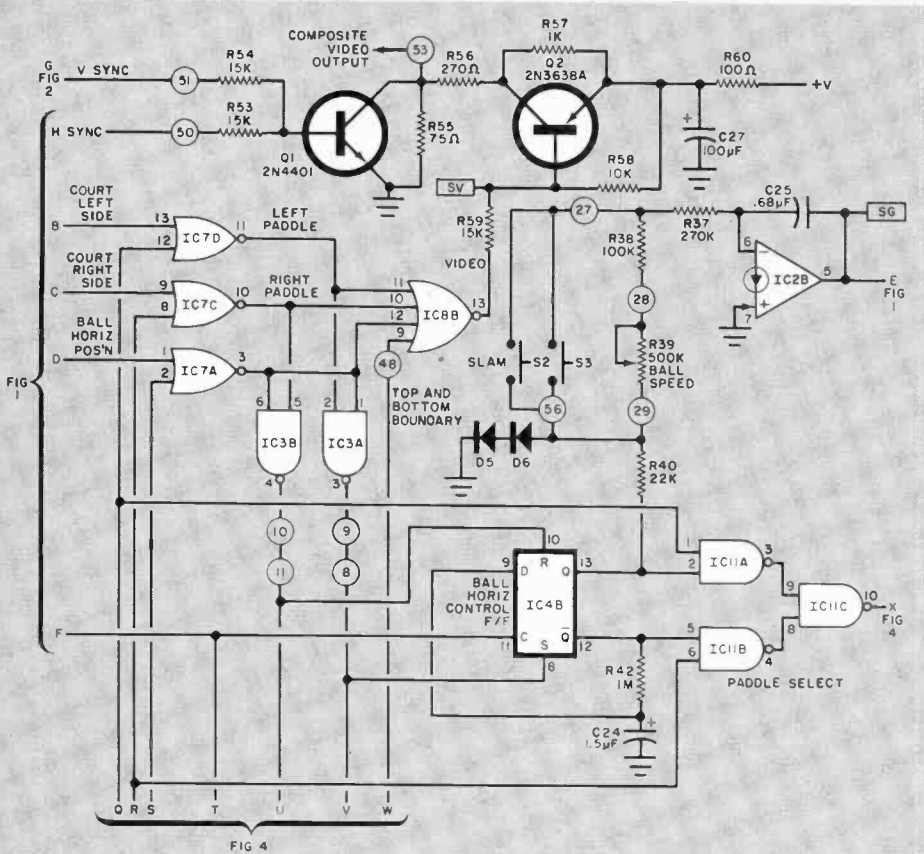 G
FIG
2
V SYNC
51
R54
15K
H SYNC
50
R53
15K
COMPOSITE
VIDEO
OUTPUT
53
R56
270Ω
R57
1K
Q2
2N3638A
R60
100Ω
+V
Q1
2N4401
R55
75Ω
+
C27
100µF
SV
R58
10K
R59
15K
VIDEO
27
R37
270K
C25
.68µF
SG
R38
100K
28
R39
500K
BALL
SPEED
29
6
−
IC2B
5
+
7
E
FIG
1
FIG
1
COURT
LEFT
SIDE
B
13
12
IC7D
11
LEFT
PADDLE
COURT
RIGHT
SIDE
C
9
8
IC7C
10
RIGHT
PADDLE
BALL
HORIZ
POS'N
D
1
2
IC7A
3
11
10
12
9
IC8B
13
48
TOP AND
BOTTOM
BOUNDARY
SLAM
S2
S3
56
D5
D6
R40
22K
6
5
IC3B
4
2
1
IC3A
3
10
11
9
8
F
BALL
HORIZ
CONTROL
F/F
10
9
D
R
Q
13
IC4B
11
C
S
Q
12
8
R42
1M
+
C24
1.5µF
1
2
IC11A
3
5
6
IC11B
4
9
8
IC11C
10
X
FIG
4
PADDLE SELECT
Q
R
S
T
U
V
W
FIG 4